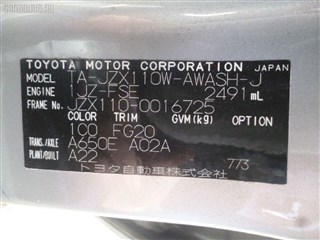 TOYOTA MOTOR CORPORATION JAPAN
MODEL TA-JZX110W-AWASH-J
ENGINE 1JZ-FSE 2491 mL
FRAME No. JZX110-0016725
COLOR TRIM GVM(kg) OPTION
1C0 FG20
TRANS./AXLE A650E A02A
PLANT/BUILT A22
773
トヨタ自動車株式会社